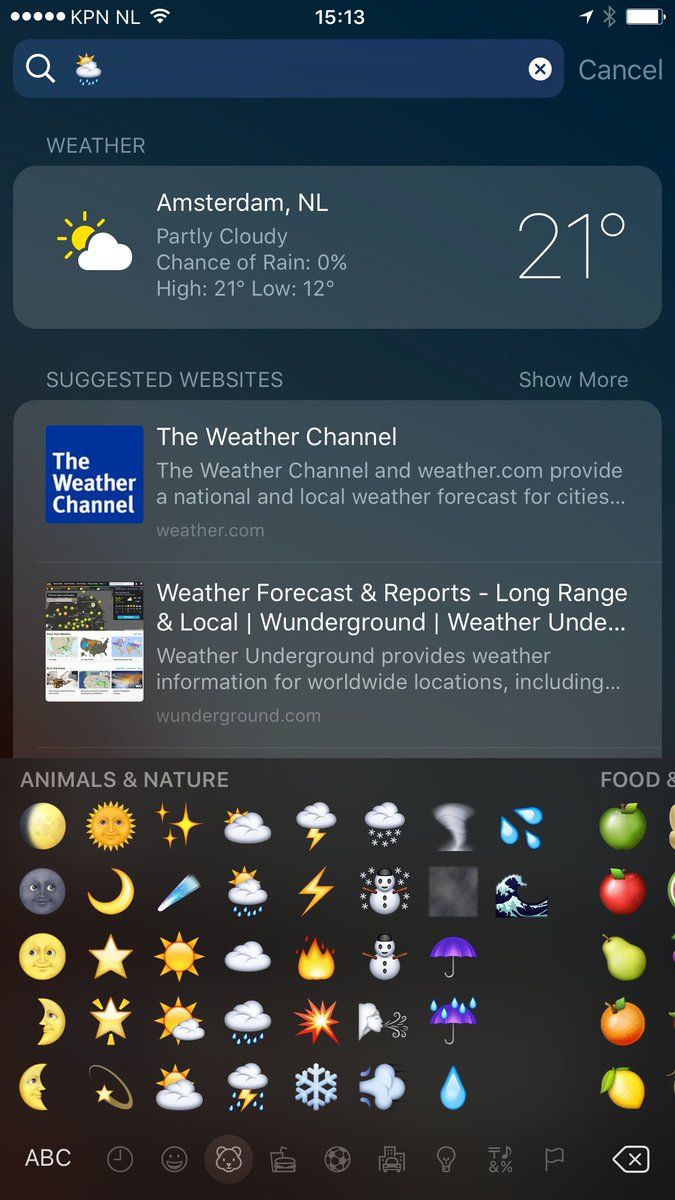 KPN NL 15:13
Cancel
WEATHER
Amsterdam, NL
Partly Cloudy
Chance of Rain: 0%
High: 21° Low: 12°
21°
SUGGESTED WEBSITES Show More
The
Weather
Channel
The Weather Channel
The Weather Channel and weather.com provide
a national and local weather forecast for cities...
weather.com
Weather Forecast & Reports - Long Range
& Local | Wunderground | Weather Unde...
Weather Underground provides weather
information for worldwide locations, including...
wunderground.com
ANIMALS & NATURE FOOD &
ABC
&%